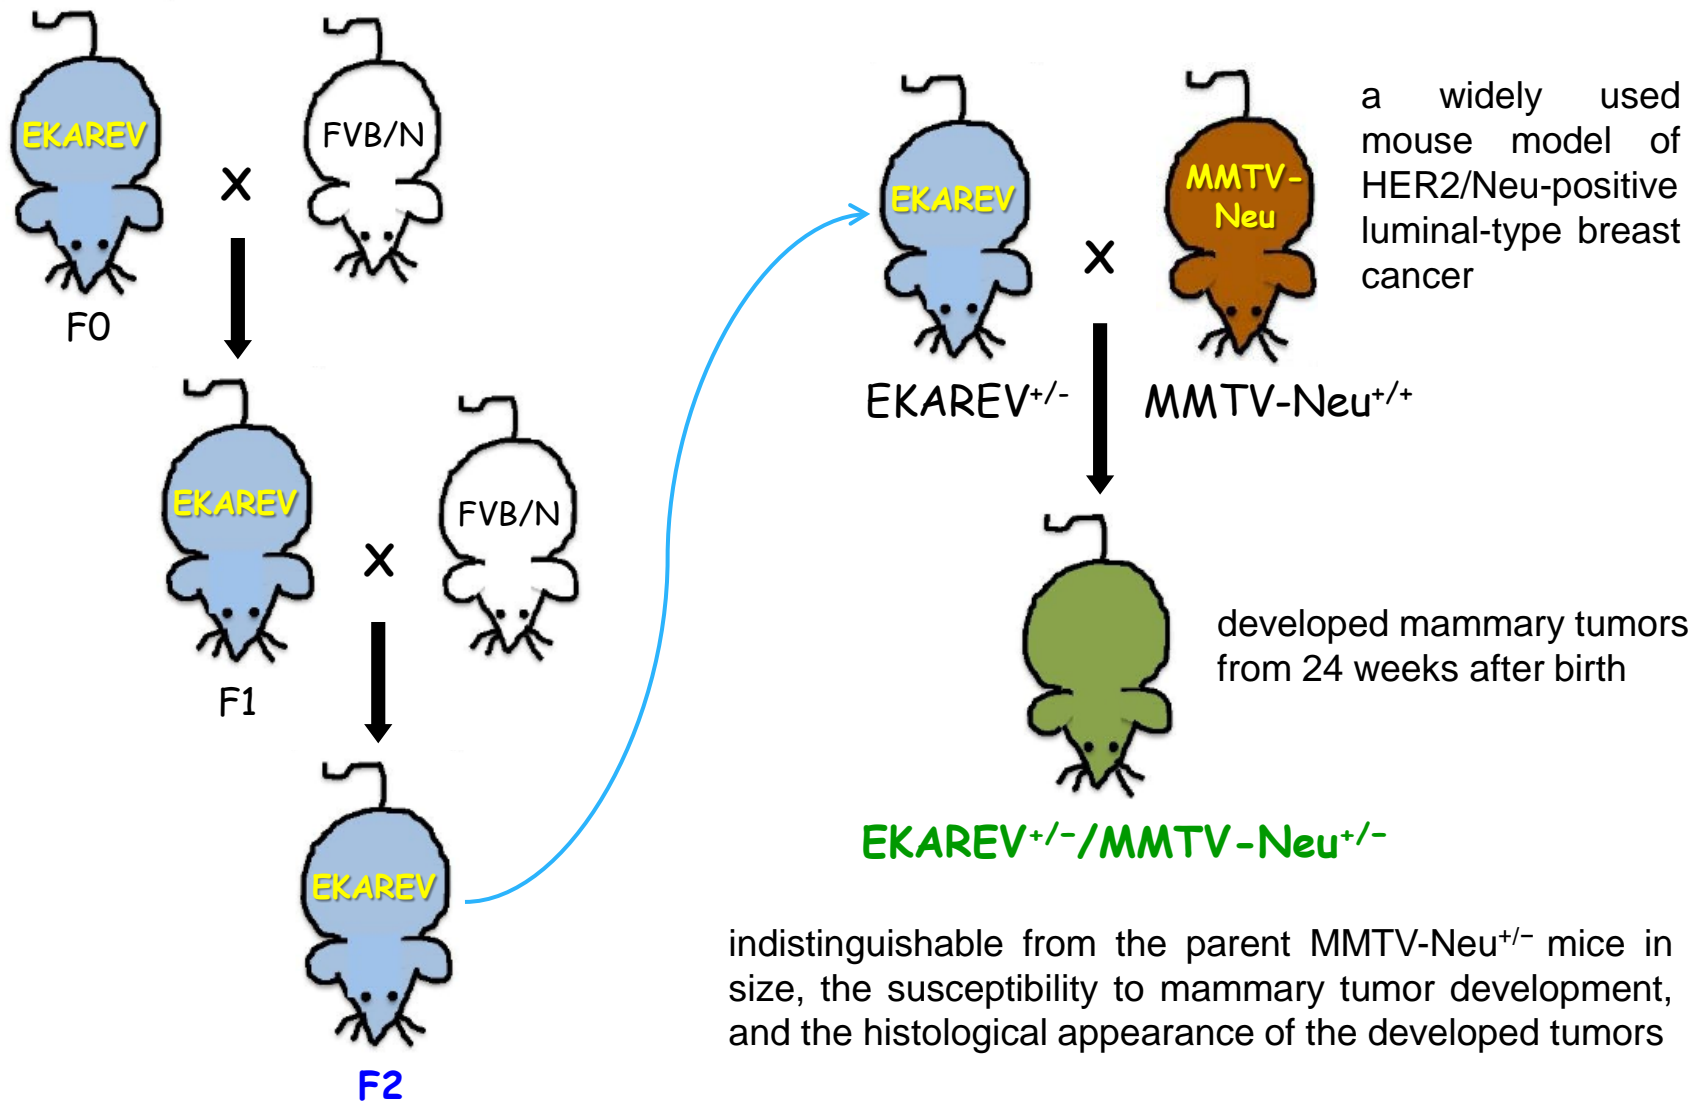 EKAREV
x
FVB/N
F0
EKAREV
x
FVB/N
F1
EKAREV
F2
EKAREV
x
MMTV-
Neu
a widely used
mouse model of
HER2/Neu-positive
luminal-type breast
cancer
EKAREV+/-
MMTV-Neu+/+
developed mammary tumors
from 24 weeks after birth
EKAREV+/−/MMTV-Neu+/−
indistinguishable from the parent MMTV-Neu+/− mice in
size, the susceptibility to mammary tumor development,
and the histological appearance of the developed tumors